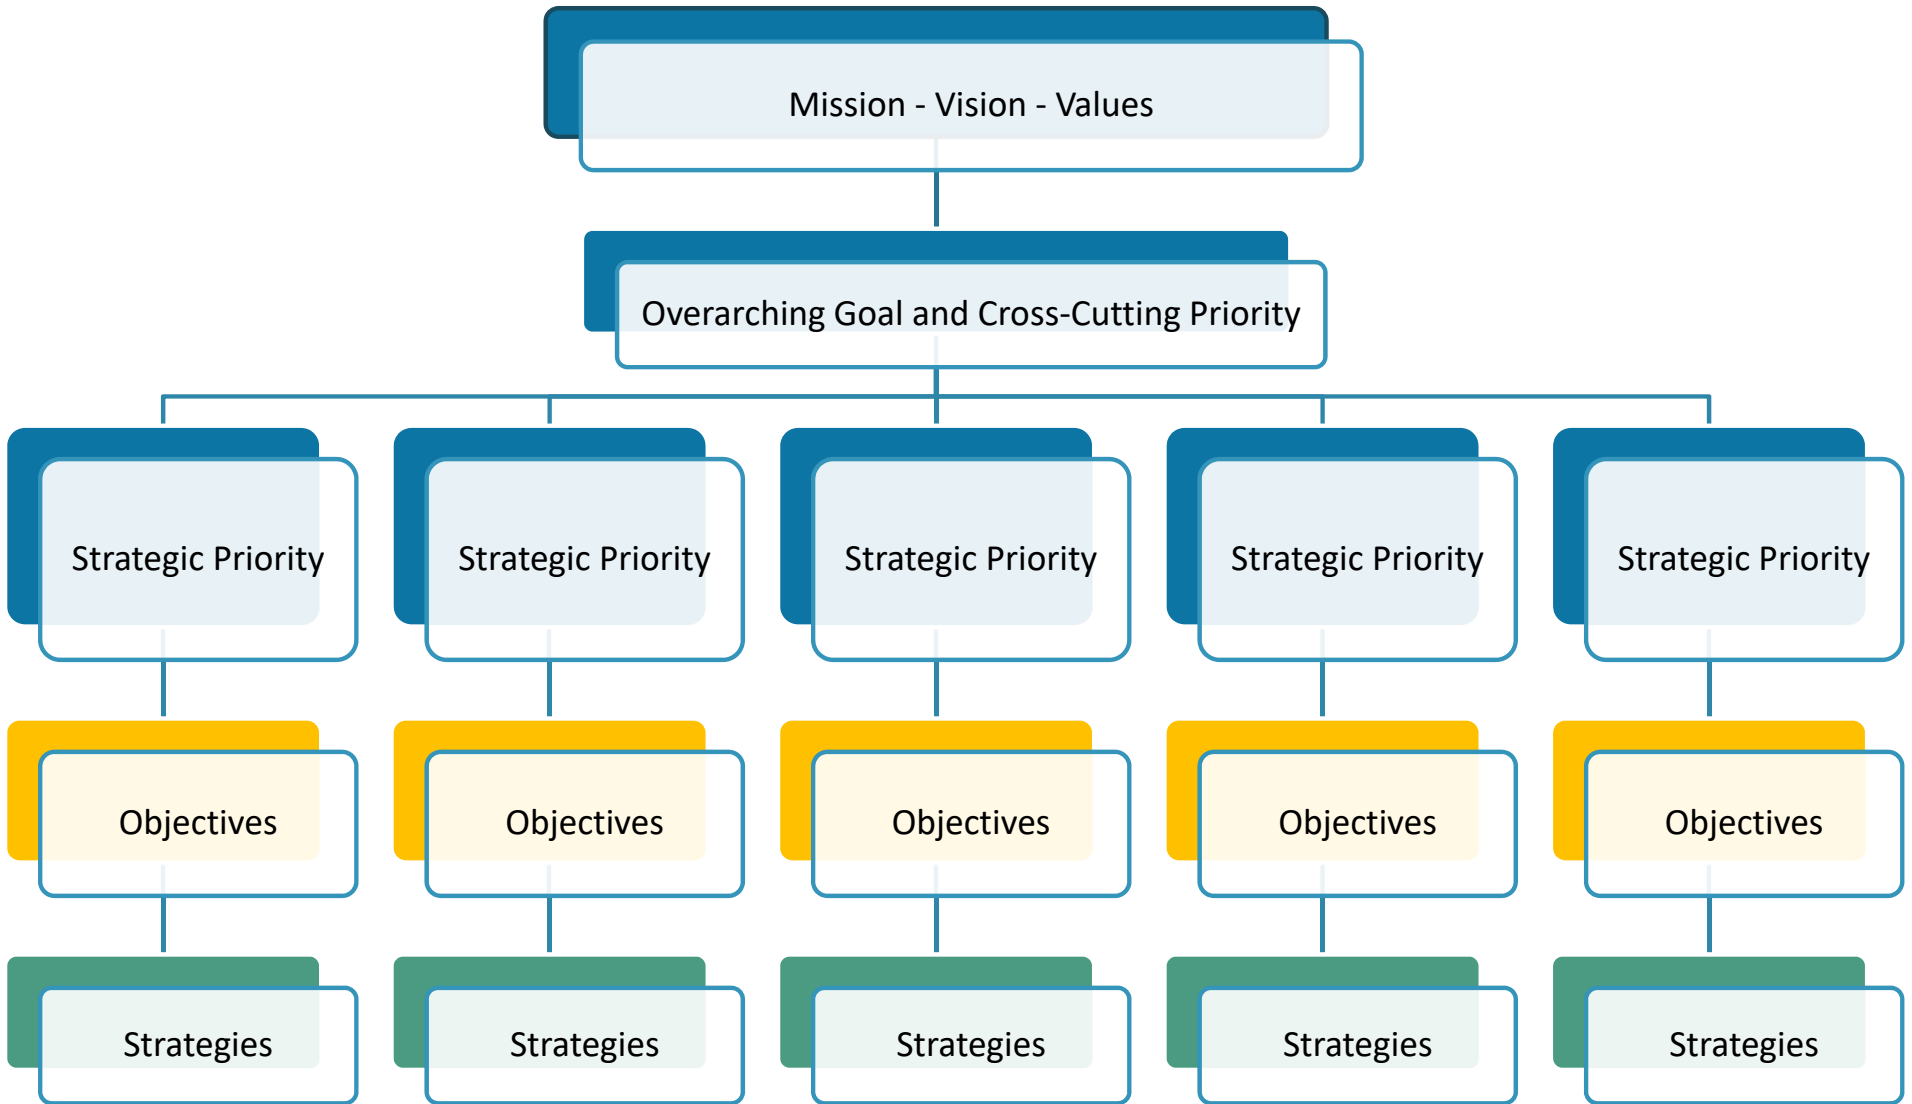 Mission - Vision - Values
Overarching Goal and Cross-Cutting Priority
Strategic Priority
Strategic Priority
Strategic Priority
Strategic Priority
Strategic Priority
Objectives
Objectives
Objectives
Objectives
Objectives
Strategies
Strategies
Strategies
Strategies
Strategies